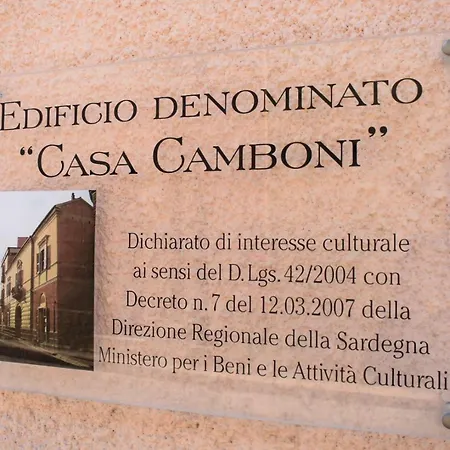 EDIFICIO DENOMINATO
“CASA CAMBONI”
Dichiarato di interesse culturale
ai sensi del D.Lgs. 42/2004 con
Decreto n. 7 del 12.03.2007 della
Direzione Regionale della Sardegna
Ministero per i Beni e le Attività Culturali